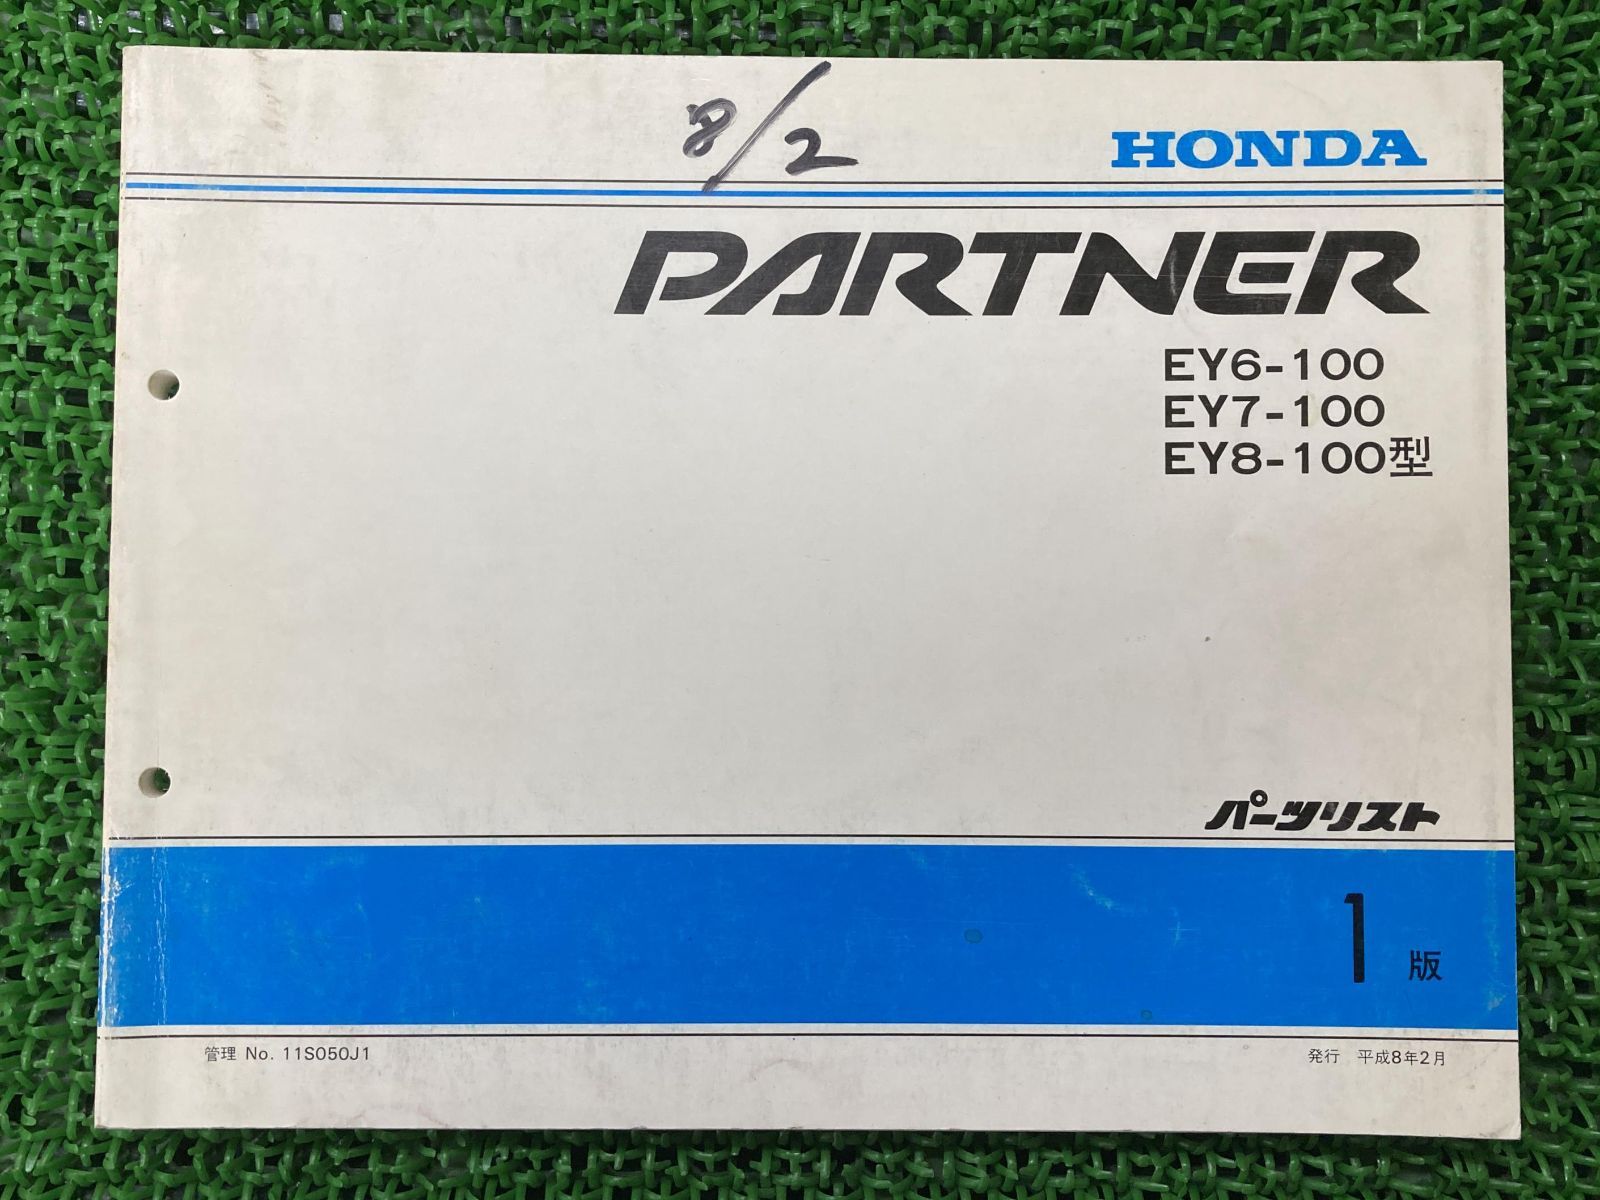 8/2
HONDA
PARTNER
EY6-100
EY7-100
EY8-100型
パーツリスト
1版
管理 No. 11S050J1
発行 平成8年2月